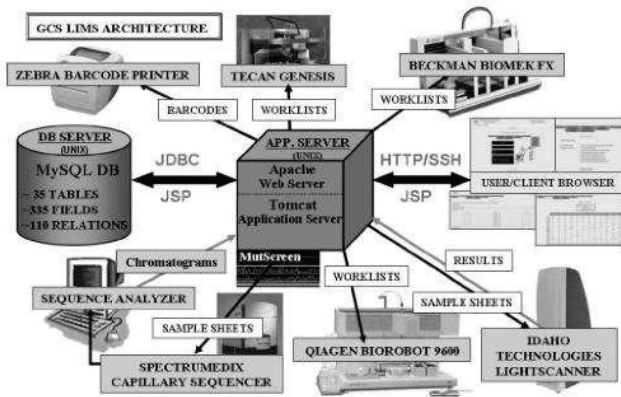 GCS LIMS ARCHITECTURE
ZEBRA BARCODE PRINTER
TECAN GENESIS
BECKMAN BIOMEK FX
BARCODES
WORKLISTS
WORKLISTS
DB SERVER
(UNIX)
MySQL DB
~ 35 TABLES
~335 FIELDS
~110 RELATIONS
JDBC
JSP
APP. SERVER
(UNIX)
Apache
Web Server
Tomcat
Application Server
MutScreen
HTTP/SSH
JSP
USER/CLIENT BROWSER
Chromatograms
SEQUENCE ANALYZER
SAMPLE SHEETS
SPECTRUMEDIX
CAPILLARY SEQUENCER
WORKLISTS
QIAGEN BIOROBOT 9600
RESULTS
SAMPLE SHEETS
IDAHO
TECHNOLOGIES
LIGHTSCANNER